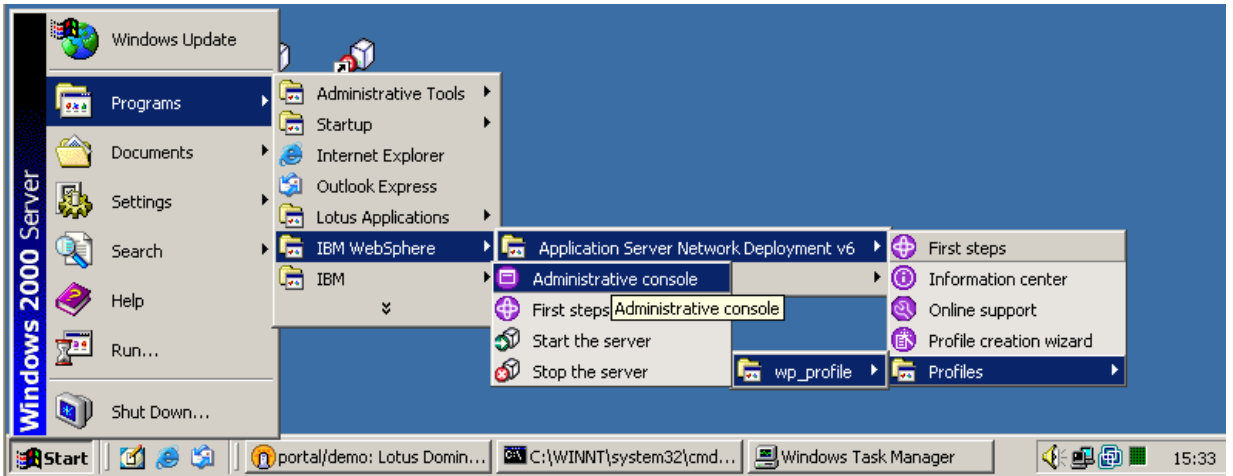 Windows 2000 Server
Windows Update
Programs
Documents
Settings
Search
Help
Run...
Shut Down...
Administrative Tools
Startup
Internet Explorer
Outlook Express
Lotus Applications
IBM WebSphere
IBM
Application Server Network Deployment v6
Administrative console
First steps
Administrative console
Start the server
Stop the server
wp_profile
First steps
Information center
Online support
Profile creation wizard
Profiles
Start
portal/demo: Lotus Domin...
C:\WINNT\system32\cmd...
Windows Task Manager
15:33